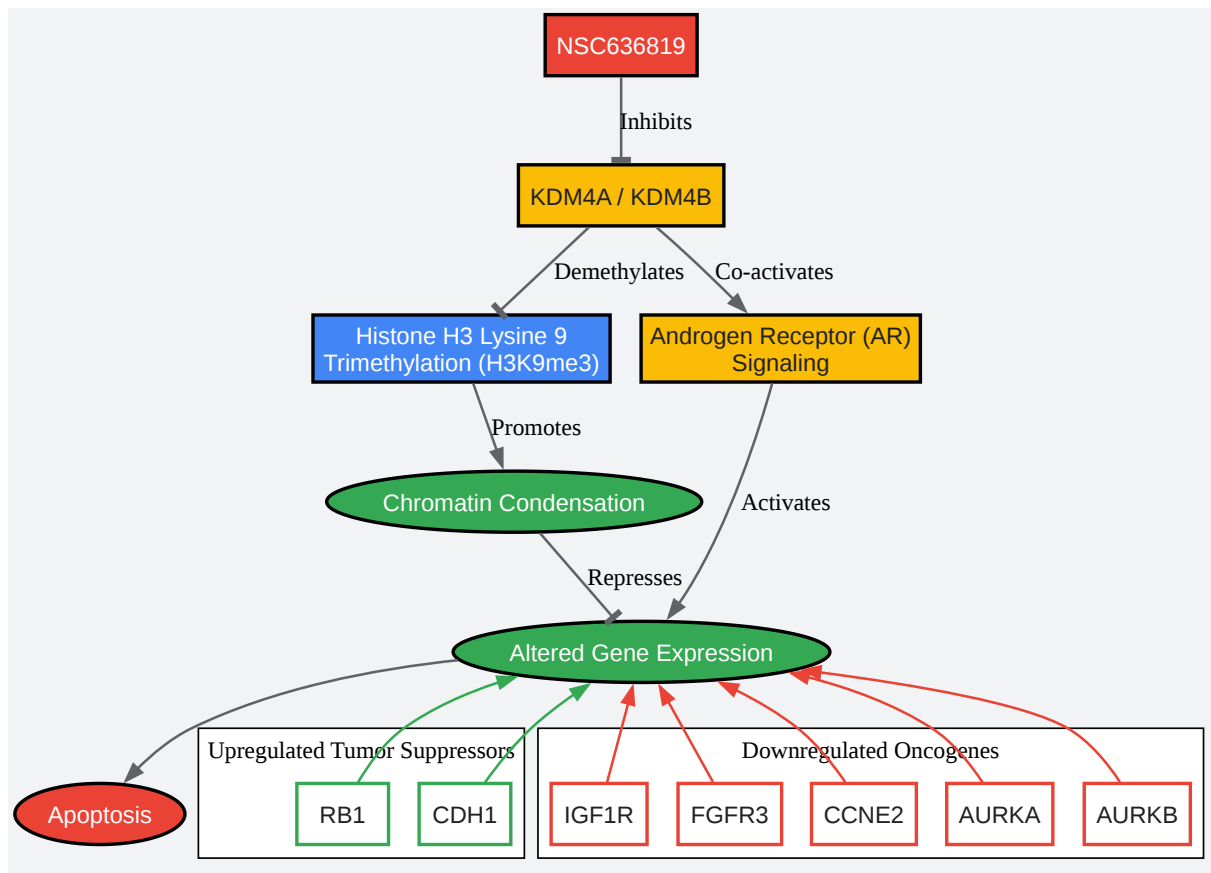 NSC636819
Inhibits
KDM4A / KDM4B
Demethylates
Co-activates
Histone H3 Lysine 9
Trimethylation (H3K9me3)
Androgen Receptor (AR)
Signaling
Promotes
Chromatin Condensation
Activates
Represses
Altered Gene Expression
Upregulated Tumor Suppressors
Downregulated Oncogenes
Apoptosis
RB1
CDH1
IGF1R
FGFR3
CCNE2
AURKA
AURKB